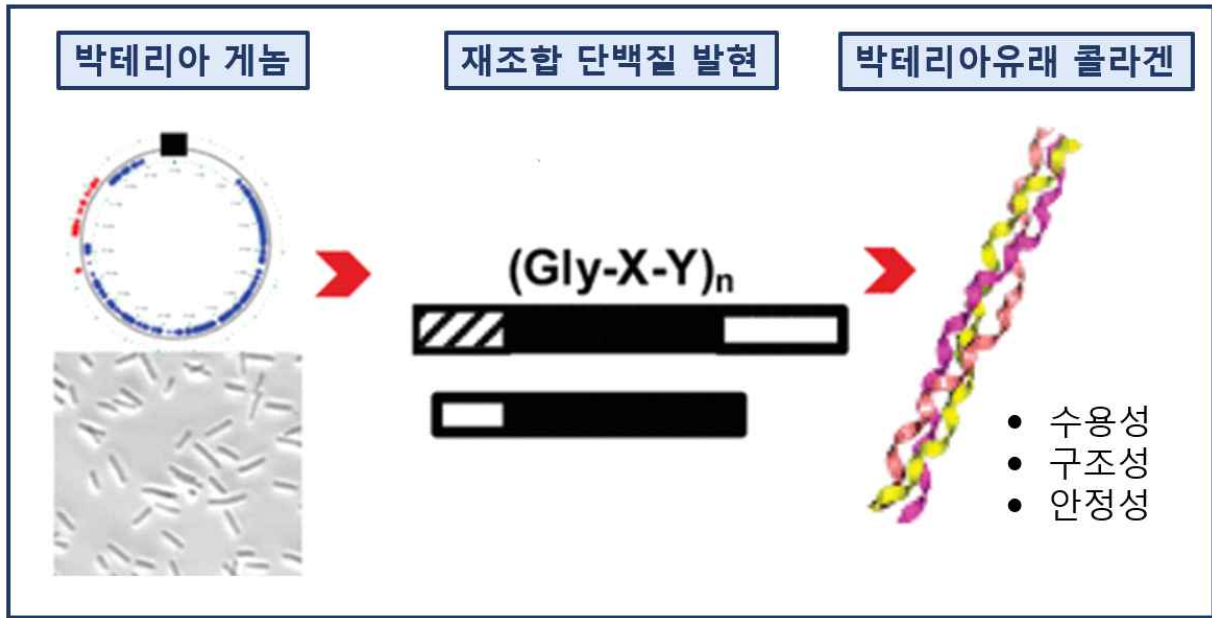 박테리아 게놈
재조합 단백질 발현
박테리아유래 콜라겐
(Gly-X-Y)n
• 수용성
• 구조성
• 안정성